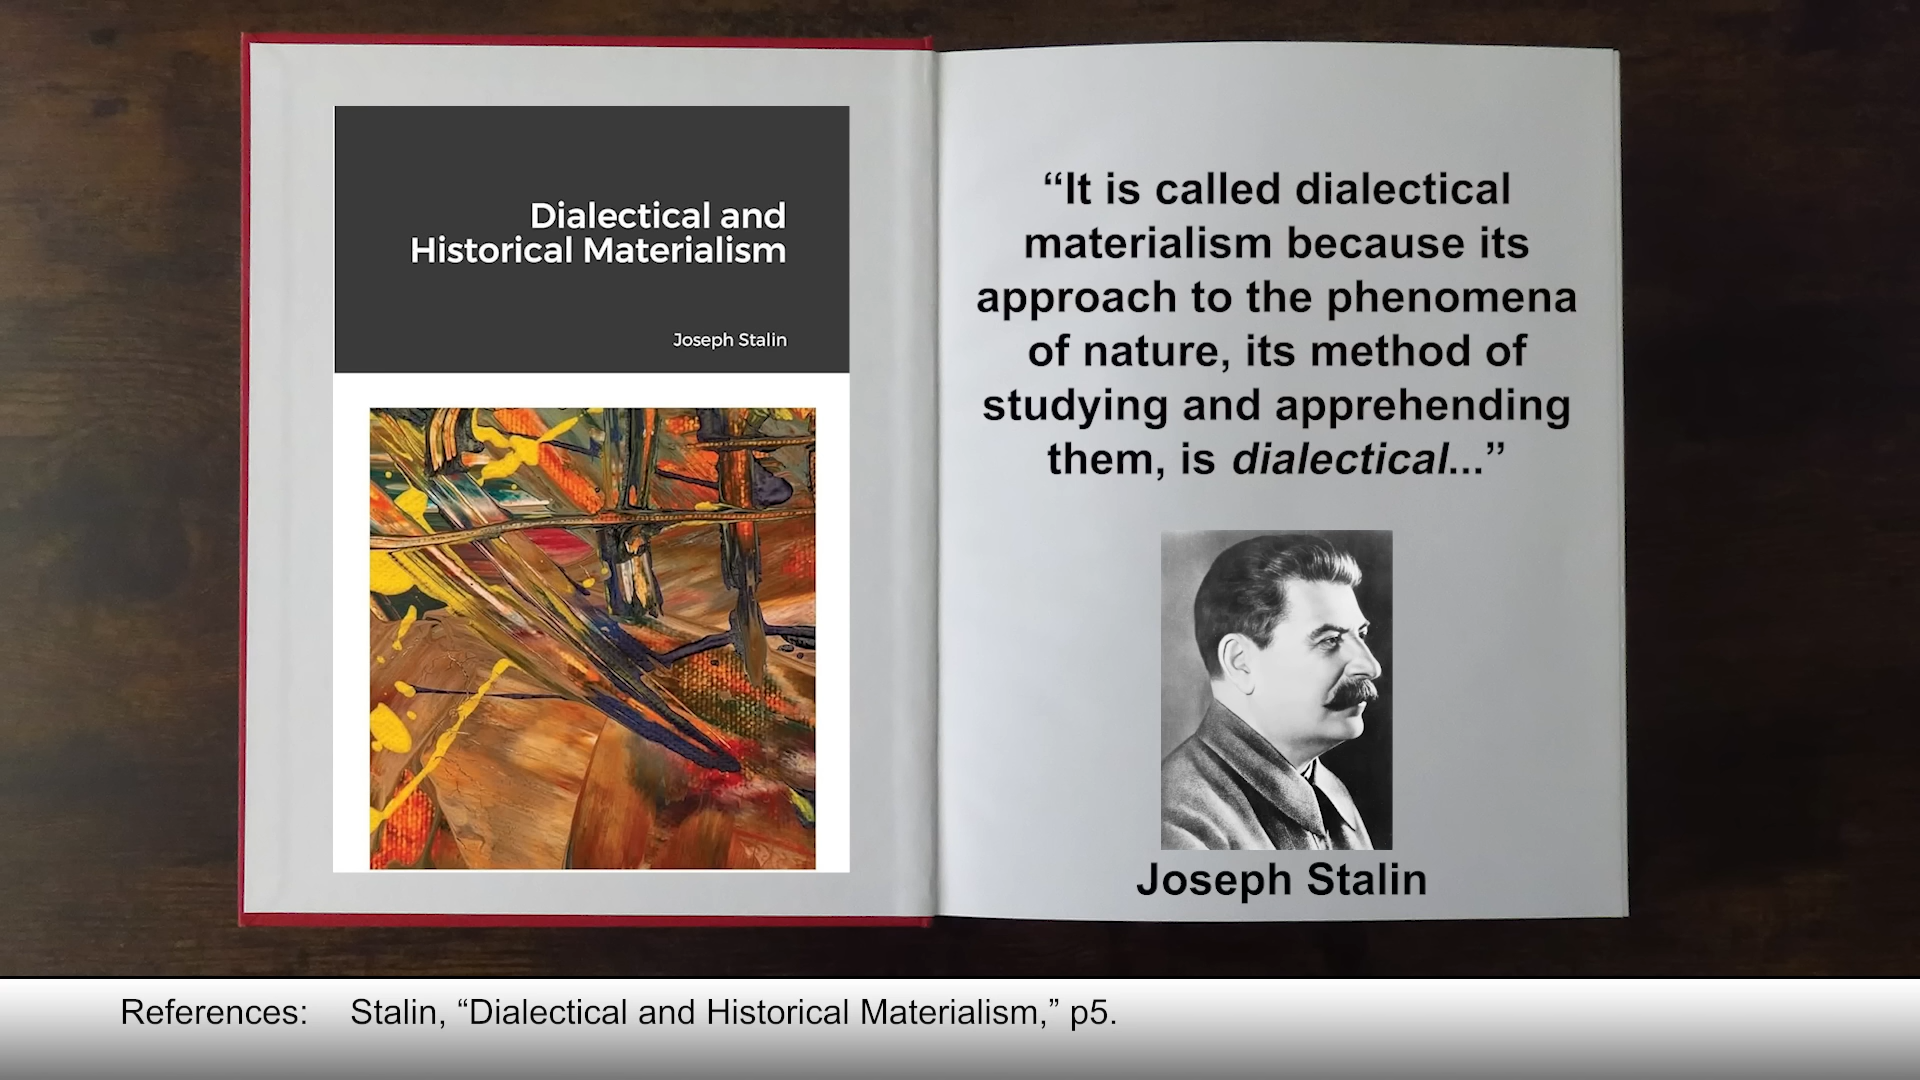 Dialectical and
Historical Materialism
Joseph Stalin
“It is called dialectical
materialism because its
approach to the phenomena
of nature, its method of
studying and apprehending
them, is dialectical...”
Joseph Stalin
References: Stalin, “Dialectical and Historical Materialism,” p5.